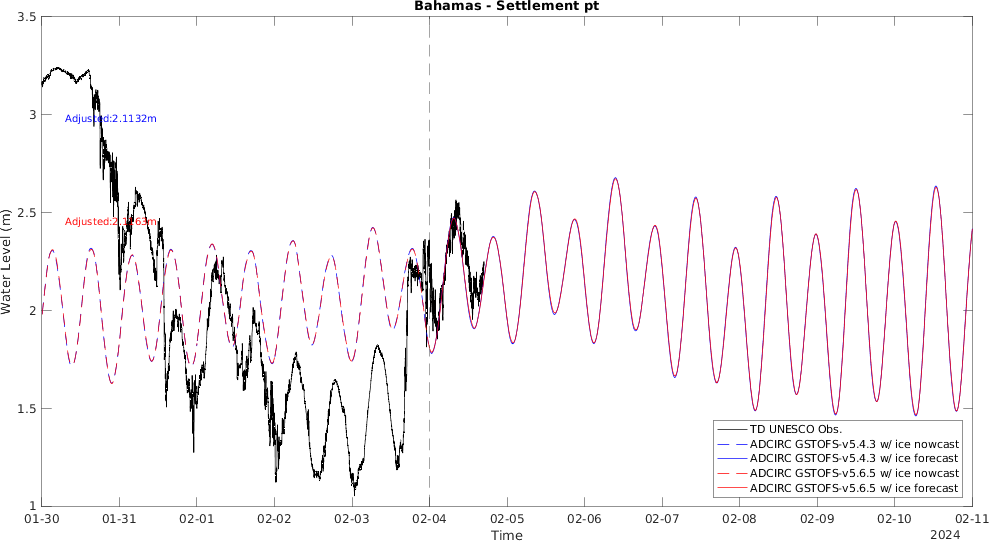 Bahamas - Settlement pt
3.5
3
2.5
2
1.5
1
Water Level (m)
Adjusted:2.1132m
01-30
01-31
02-01
02-02
02-03
02-04
02-05
02-06
02-07
02-08
02-09
02-10
02-11
Time
2024
TD UNESCO Obs.
ADCIRC GSTOFS-v5.4.3 w/ ice nowcast
ADCIRC GSTOFS-v5.4.3 w/ ice forecast
ADCIRC GSTOFS-v5.6.5 w/ ice nowcast
ADCIRC GSTOFS-v5.6.5 w/ ice forecast